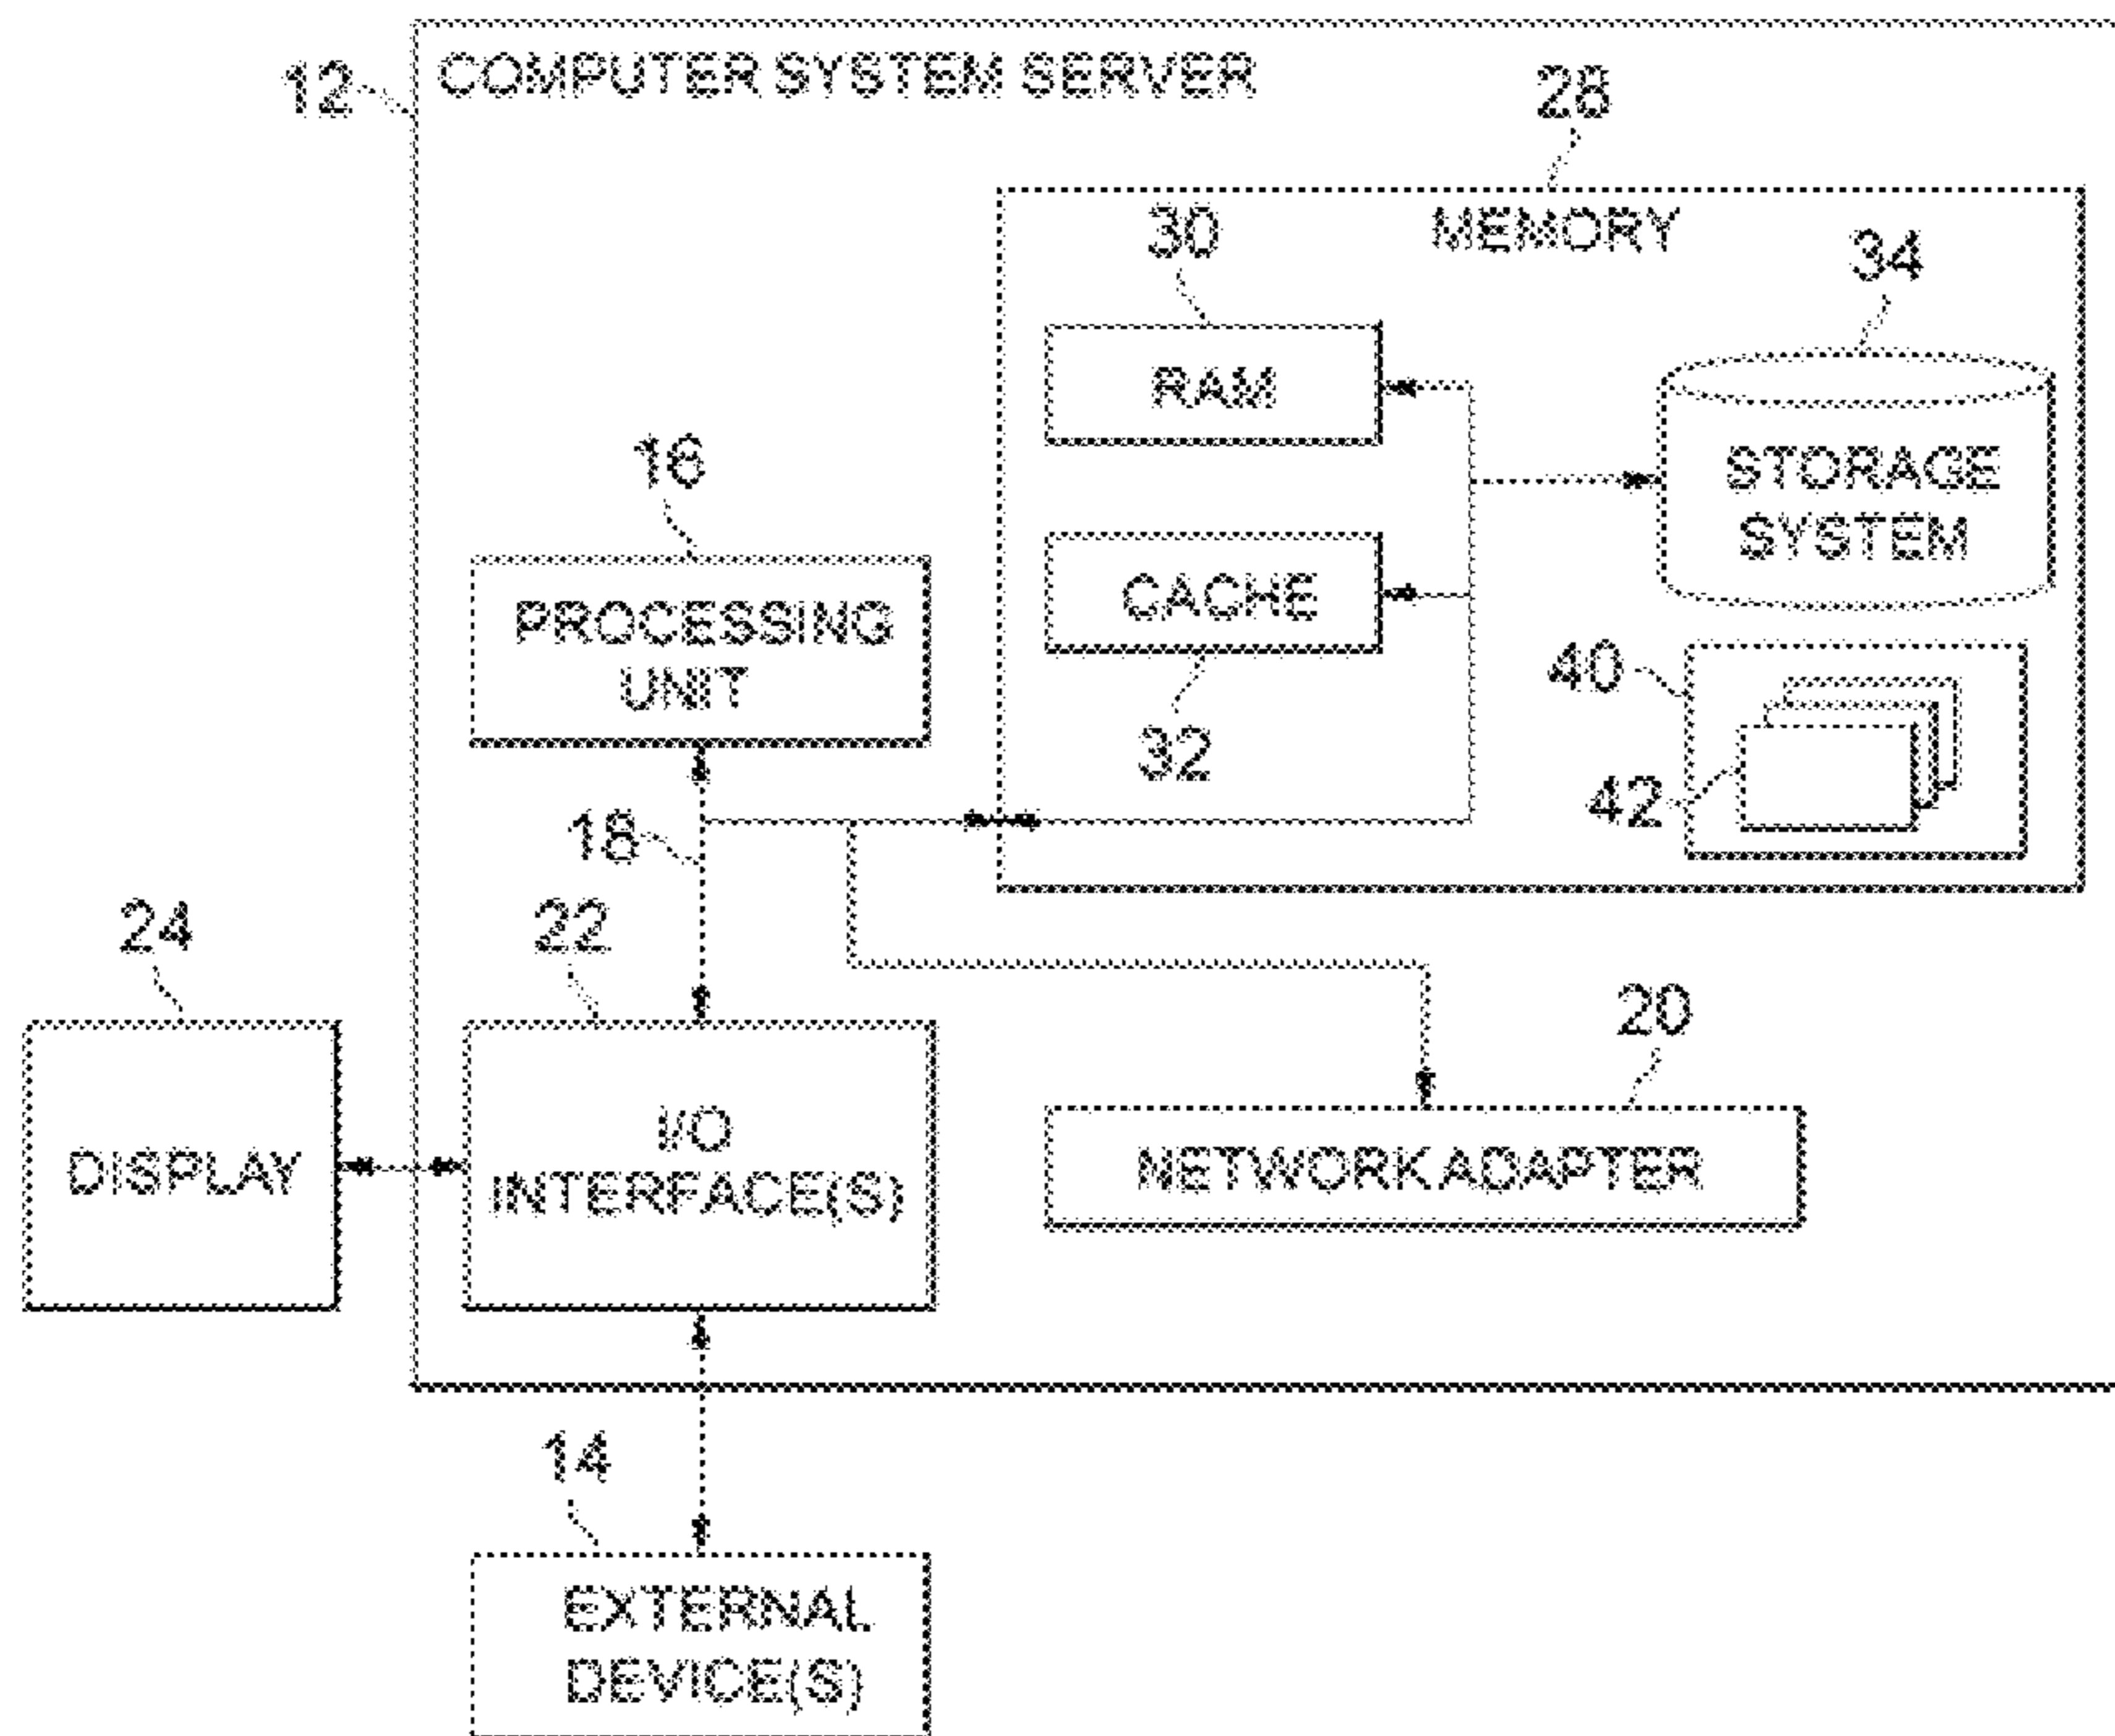 12
COMPUTER SYSTEM SERVER
28
MEMORY
30
34
RAM
STORAGE
SYSTEM
16
PROCESSING
UNIT
CACHE
32
40
42
18
24
22
20
DISPLAY
I/O
INTERFACE(S)
NETWORK ADAPTER
14
EXTERNAL
DEVICE(S)